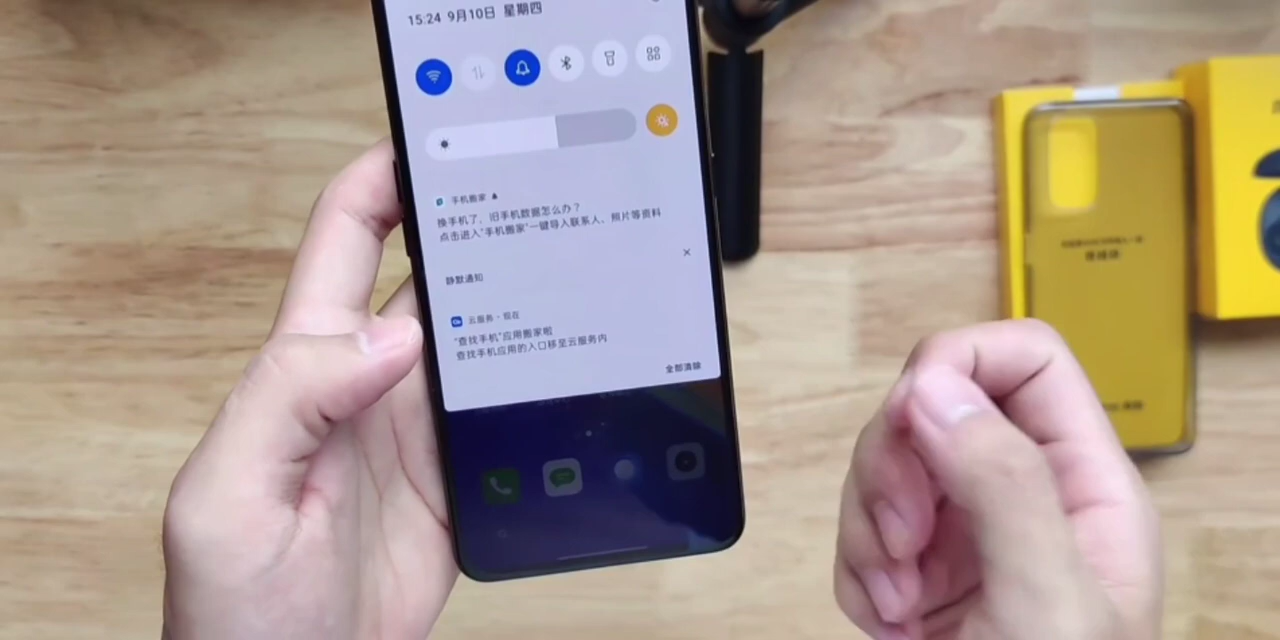 15:24 9月10日 星期四
手机搬家
换手机了,旧手机数据怎么办?
点击进入“手机搬家”一键导入联系人、照片等资料
静默通知
云服务·现在
“查找手机”应用搬家啦
查找手机应用的入口移至云服务内
全部清除